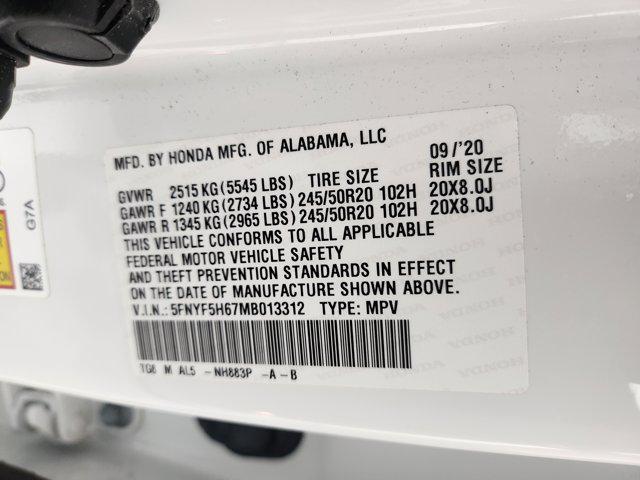 MFD. BY HONDA MFG. OF ALABAMA, LLC 09/'20
GVWR 2515 KG (5545 LBS) TIRE SIZE RIM SIZE
GAWR F 1240 KG (2734 LBS) 245/50R20 102H 20X8.0J
GAWR R 1345 KG (2965 LBS) 245/50R20 102H 20X8.0J
THIS VEHICLE CONFORMS TO ALL APPLICABLE
FEDERAL MOTOR VEHICLE SAFETY
AND THEFT PREVENTION STANDARDS IN EFFECT
ON THE DATE OF MANUFACTURE SHOWN ABOVE.
V.I.N.: 5FNYF5H67MB013312 TYPE: MPV
TG8 M AL5 -NH883P -A -B
G7A